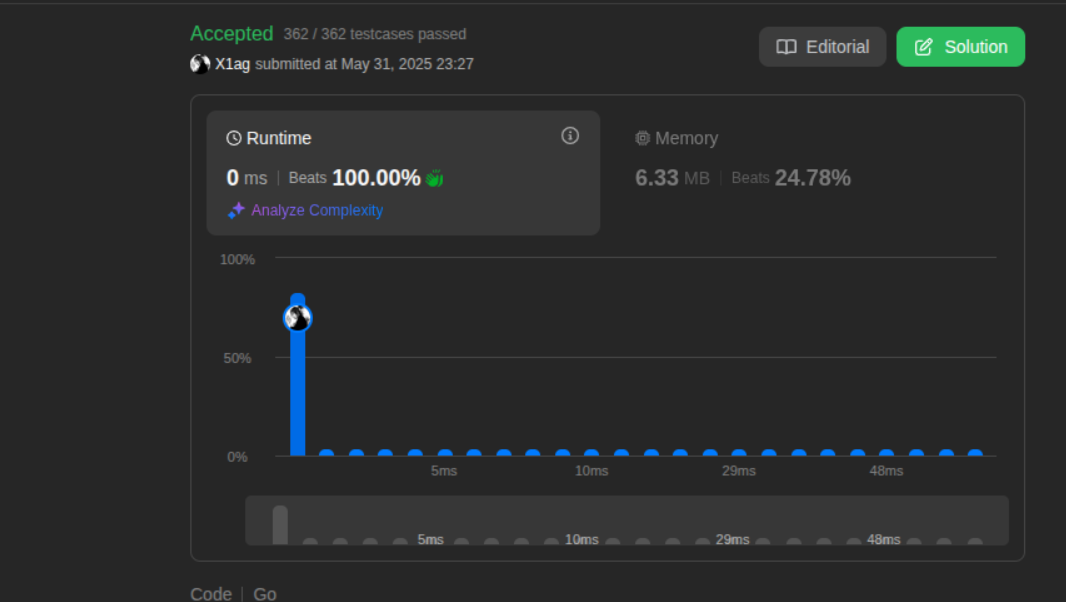 Accepted 362 / 362 testcases passed
X1ag submitted at May 31, 2025 23:27
Editorial
Solution
Runtime
0 ms | Beats 100.00%
Analyze Complexity
Memory
6.33 MB | Beats 24.78%
100%
50%
0%
5ms 10ms 29ms 48ms
5ms 10ms 29ms 48ms
Code | Go